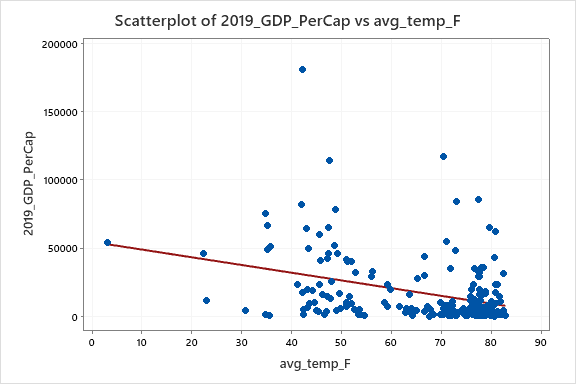 Scatterplot of 2019_GDP_PerCap vs avg_temp_F
200000
150000
100000
50000
0
2019_GDP_PerCap
0 10 20 30 40 50 60 70 80 90
avg_temp_F